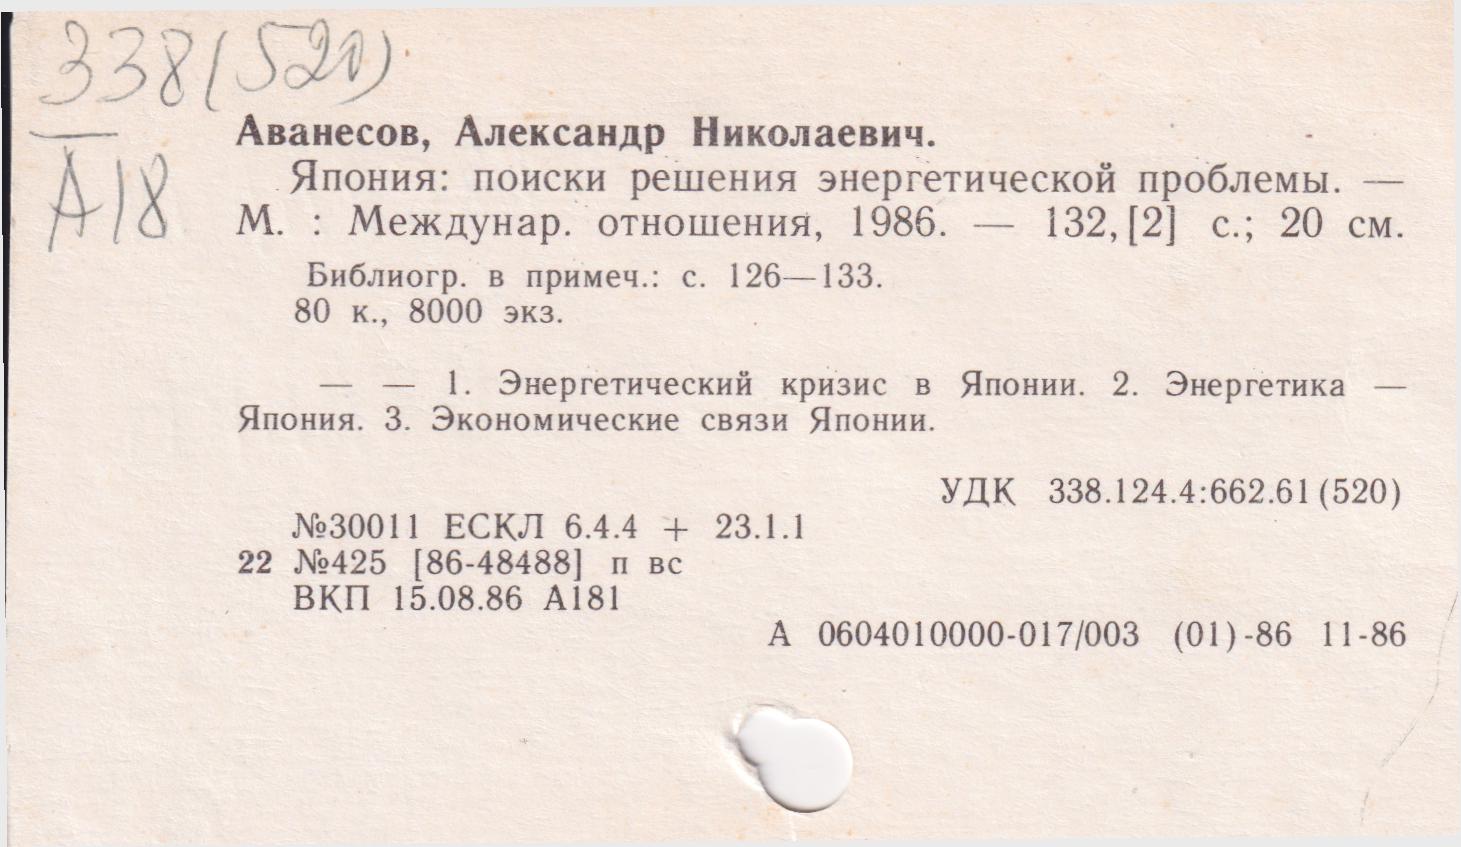 338(520)
А18
Аванесов, Александр Николаевич.
Япония: поиски решения энергетической проблемы. —
М. : Междунар. отношения, 1986. — 132, [2] с.; 20 см.
Библиогр. в примеч.: с. 126—133.
80 к., 8000 экз.
— — 1. Энергетический кризис в Японии. 2. Энергетика —
Япония. 3. Экономические связи Японии.
УДК 338.124.4:662.61(520)
№30011 ЕСКЛ 6.4.4 + 23.1.1
22 №425 [86-48488] п вс
ВКП 15.08.86 А181
А 0604010000-017/003 (01)-86 11-86